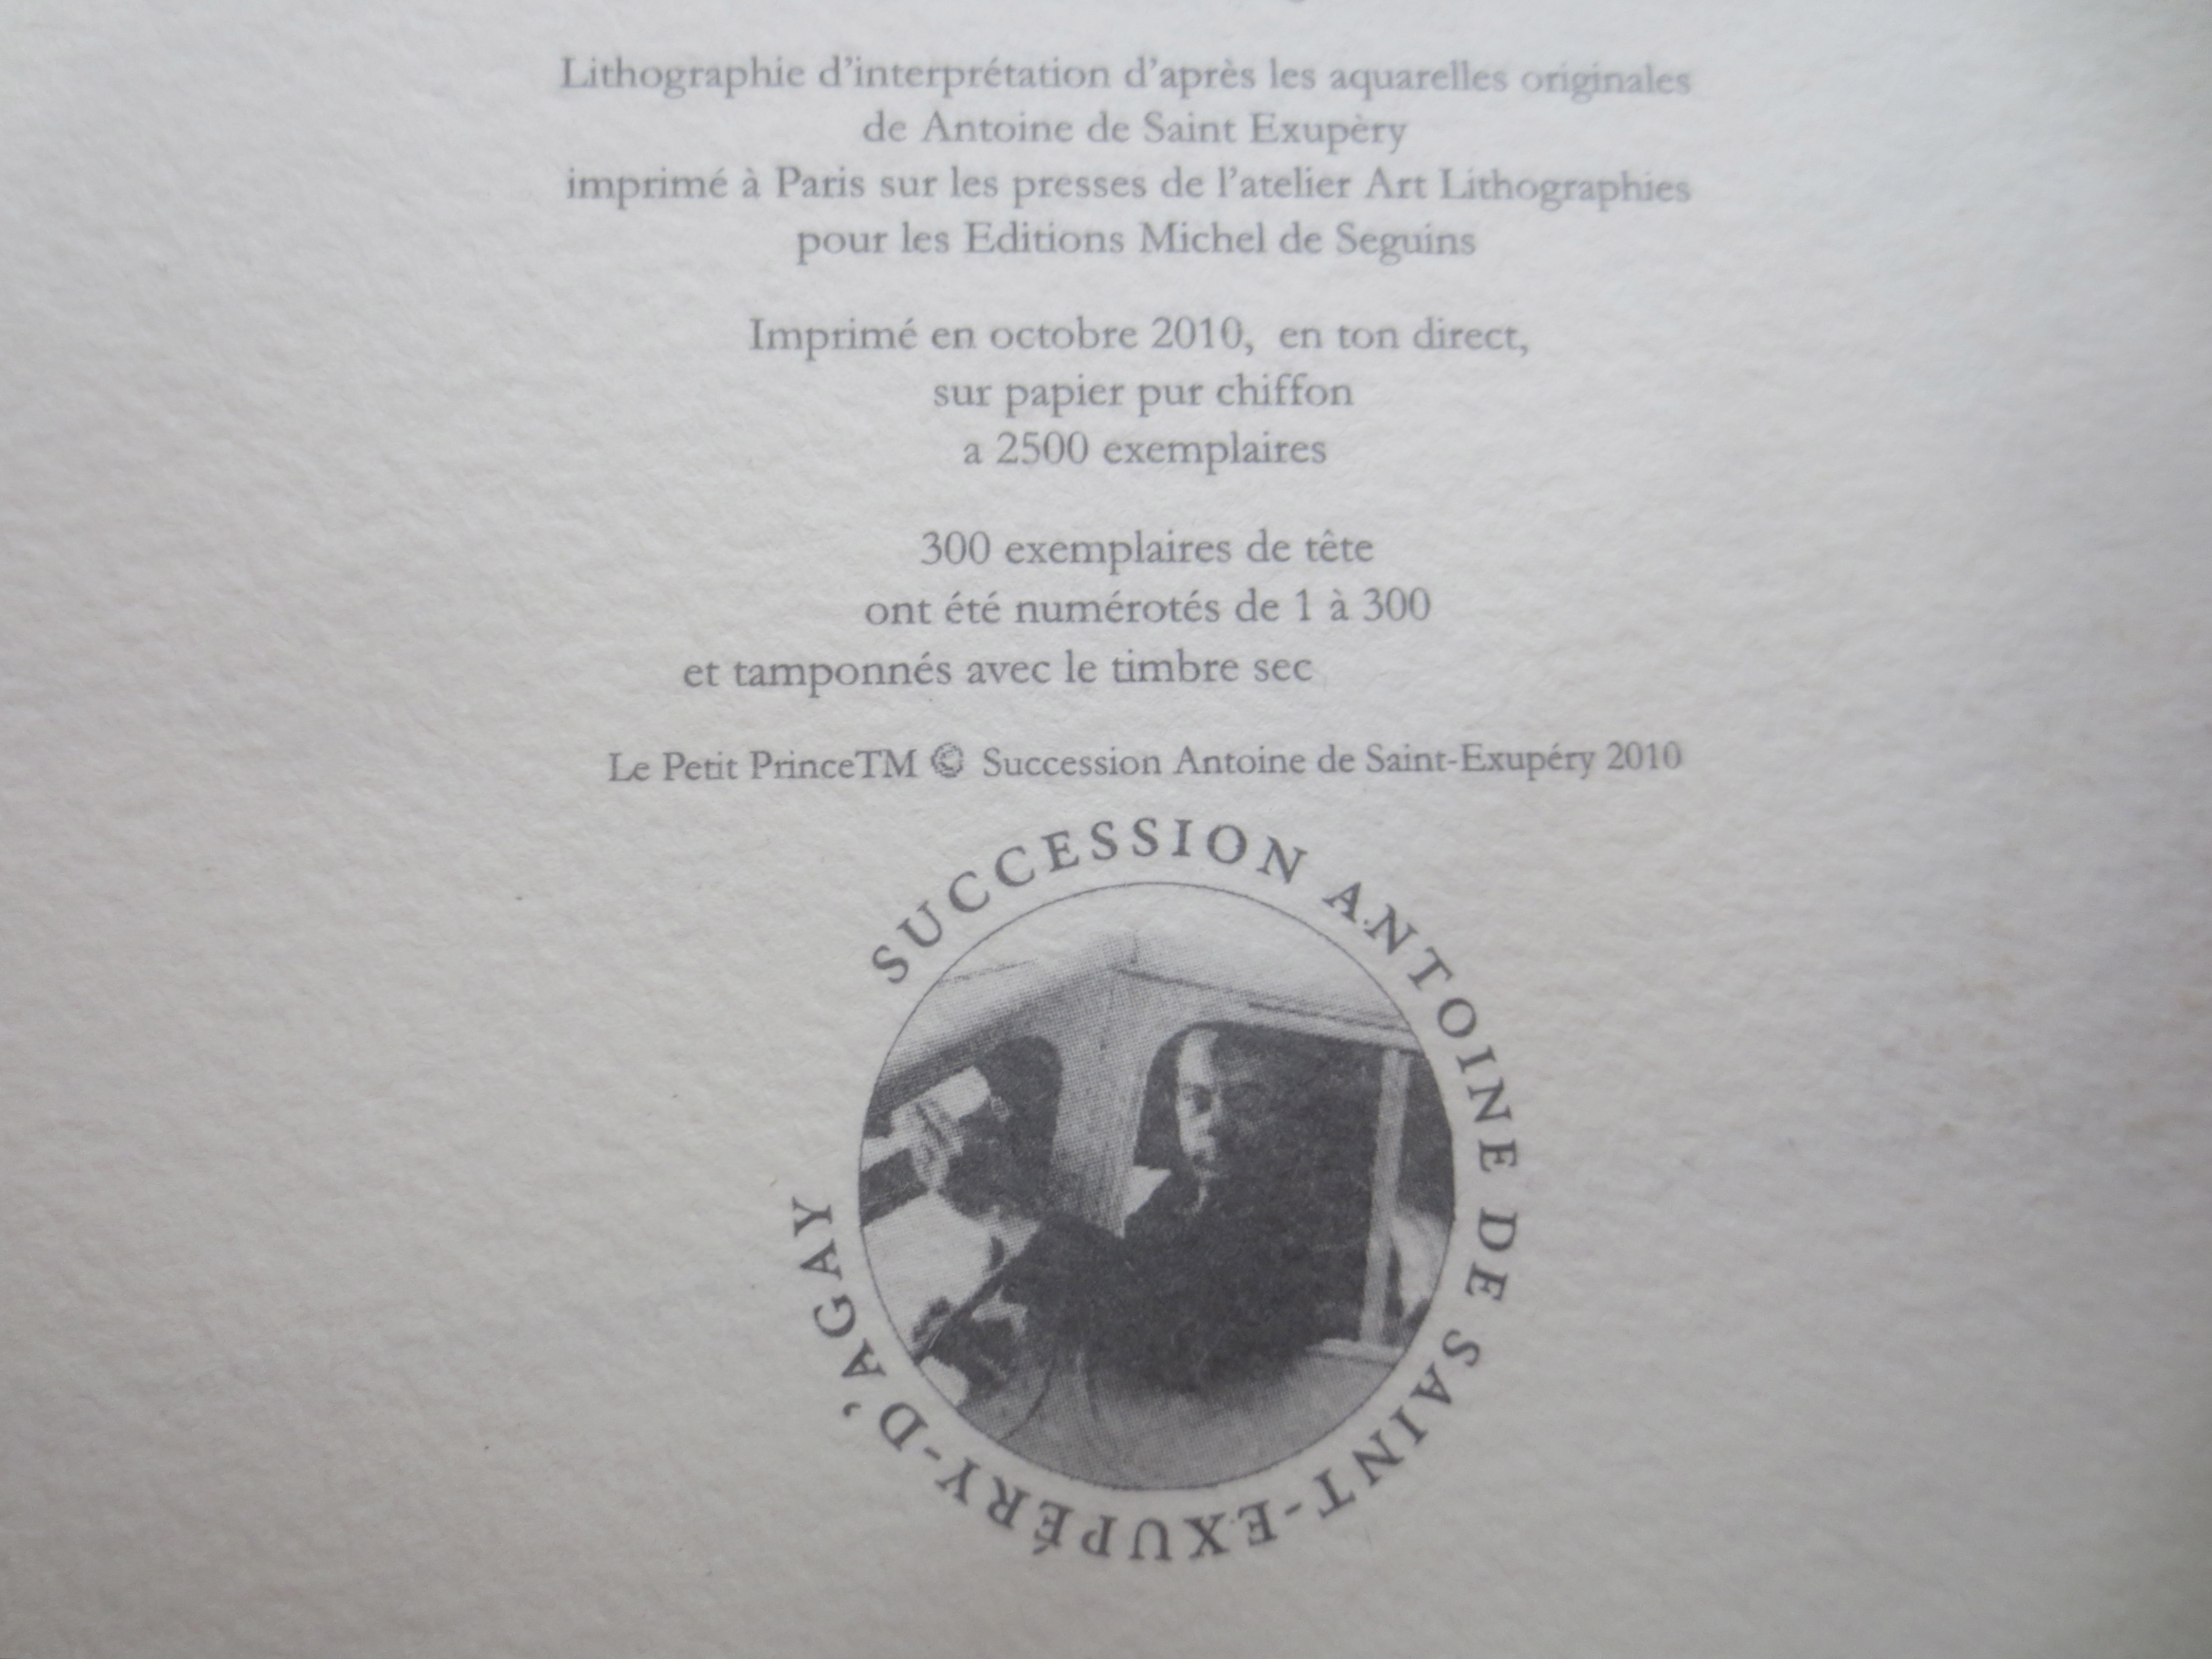 Lithographie d'interprétation d'après les aquarelles originales
de Antoine de Saint Exupèry
imprimé à Paris sur les presses de l'atelier Art Lithographies
pour les Editions Michel de Seguins
Imprimé en octobre 2010, en ton direct,
sur papier pur chiffon
a 2500 exemplaires
300 exemplaires de tête
ont été numérotés de 1 à 300
et tamponnés avec le timbre sec
Le Petit PrinceTM © Succession Antoine de Saint-Exupéry 2010
SUCCESSION ANTOINE DE SAINT-EXUPÉRY-D'AGAY